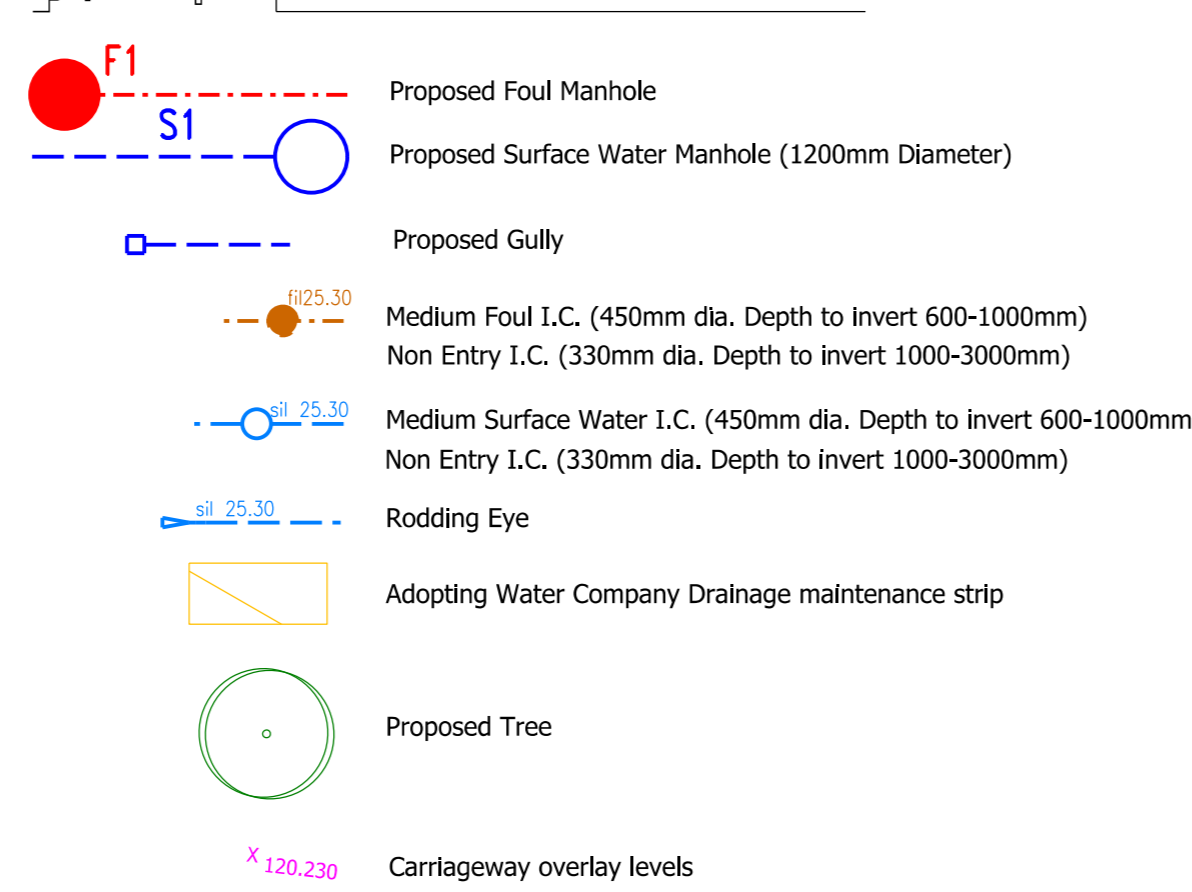 F1
Proposed Foul Manhole
S1
Proposed Surface Water Manhole (1200mm Diameter)
Proposed Gully
fil25.30
Medium Foul I.C. (450mm dia. Depth to invert 600-1000mm)
Non Entry I.C. (330mm dia. Depth to invert 1000-3000mm)
sil 25.30
Medium Surface Water I.C. (450mm dia. Depth to invert 600-1000mm
Non Entry I.C. (330mm dia. Depth to invert 1000-3000mm)
sil 25.30
Rodding Eye
Adopting Water Company Drainage maintenance strip
Proposed Tree
X 120.230
Carriageway overlay levels